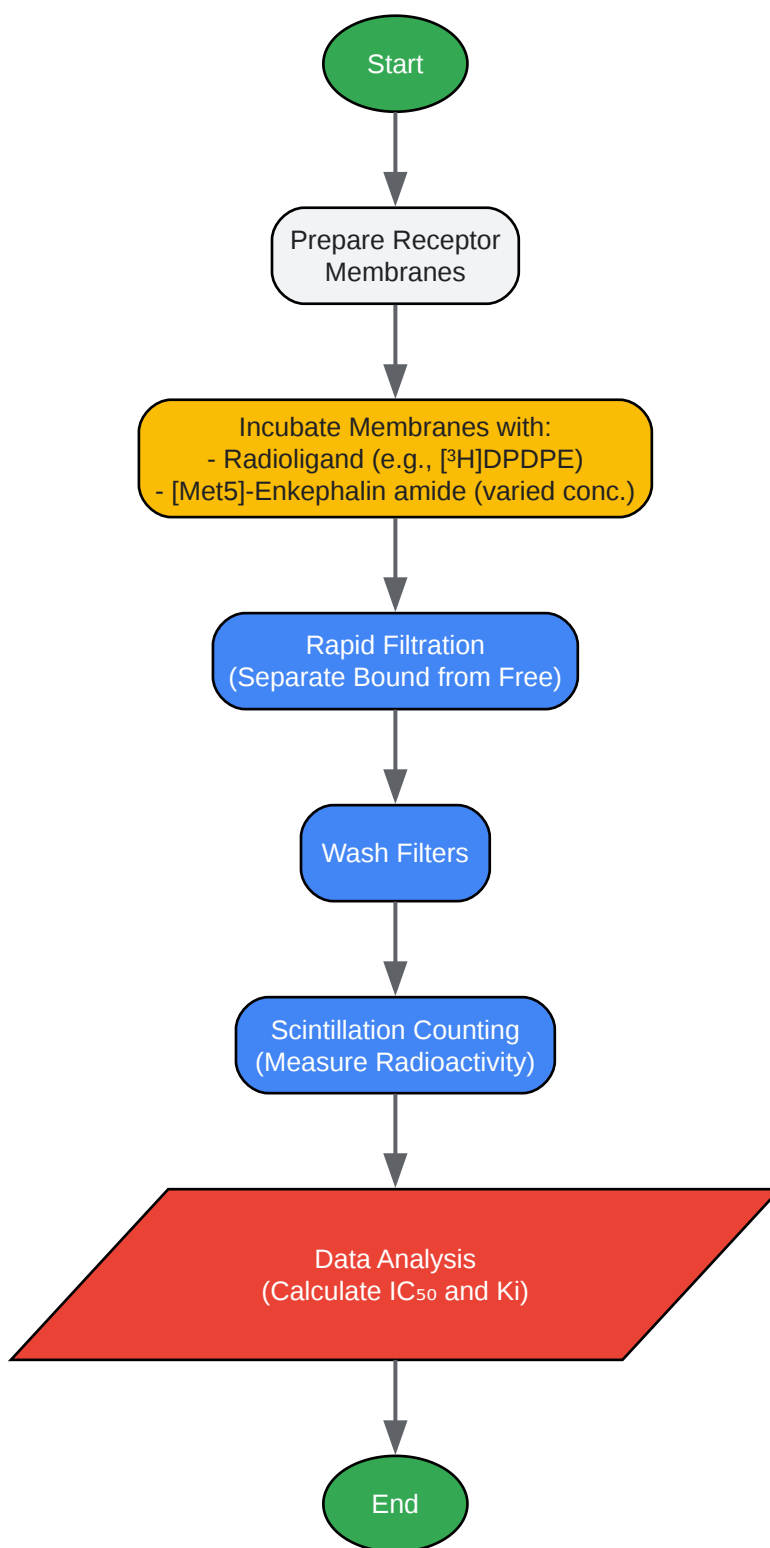 Start
Prepare Receptor
Membranes
Incubate Membranes with:
- Radioligand (e.g., [³H]DPDPE)
- [Met5]-Enkephalin amide (varied conc.)
Rapid Filtration
(Separate Bound from Free)
Wash Filters
Scintillation Counting
(Measure Radioactivity)
Data Analysis
(Calculate IC₅₀ and Ki)
End